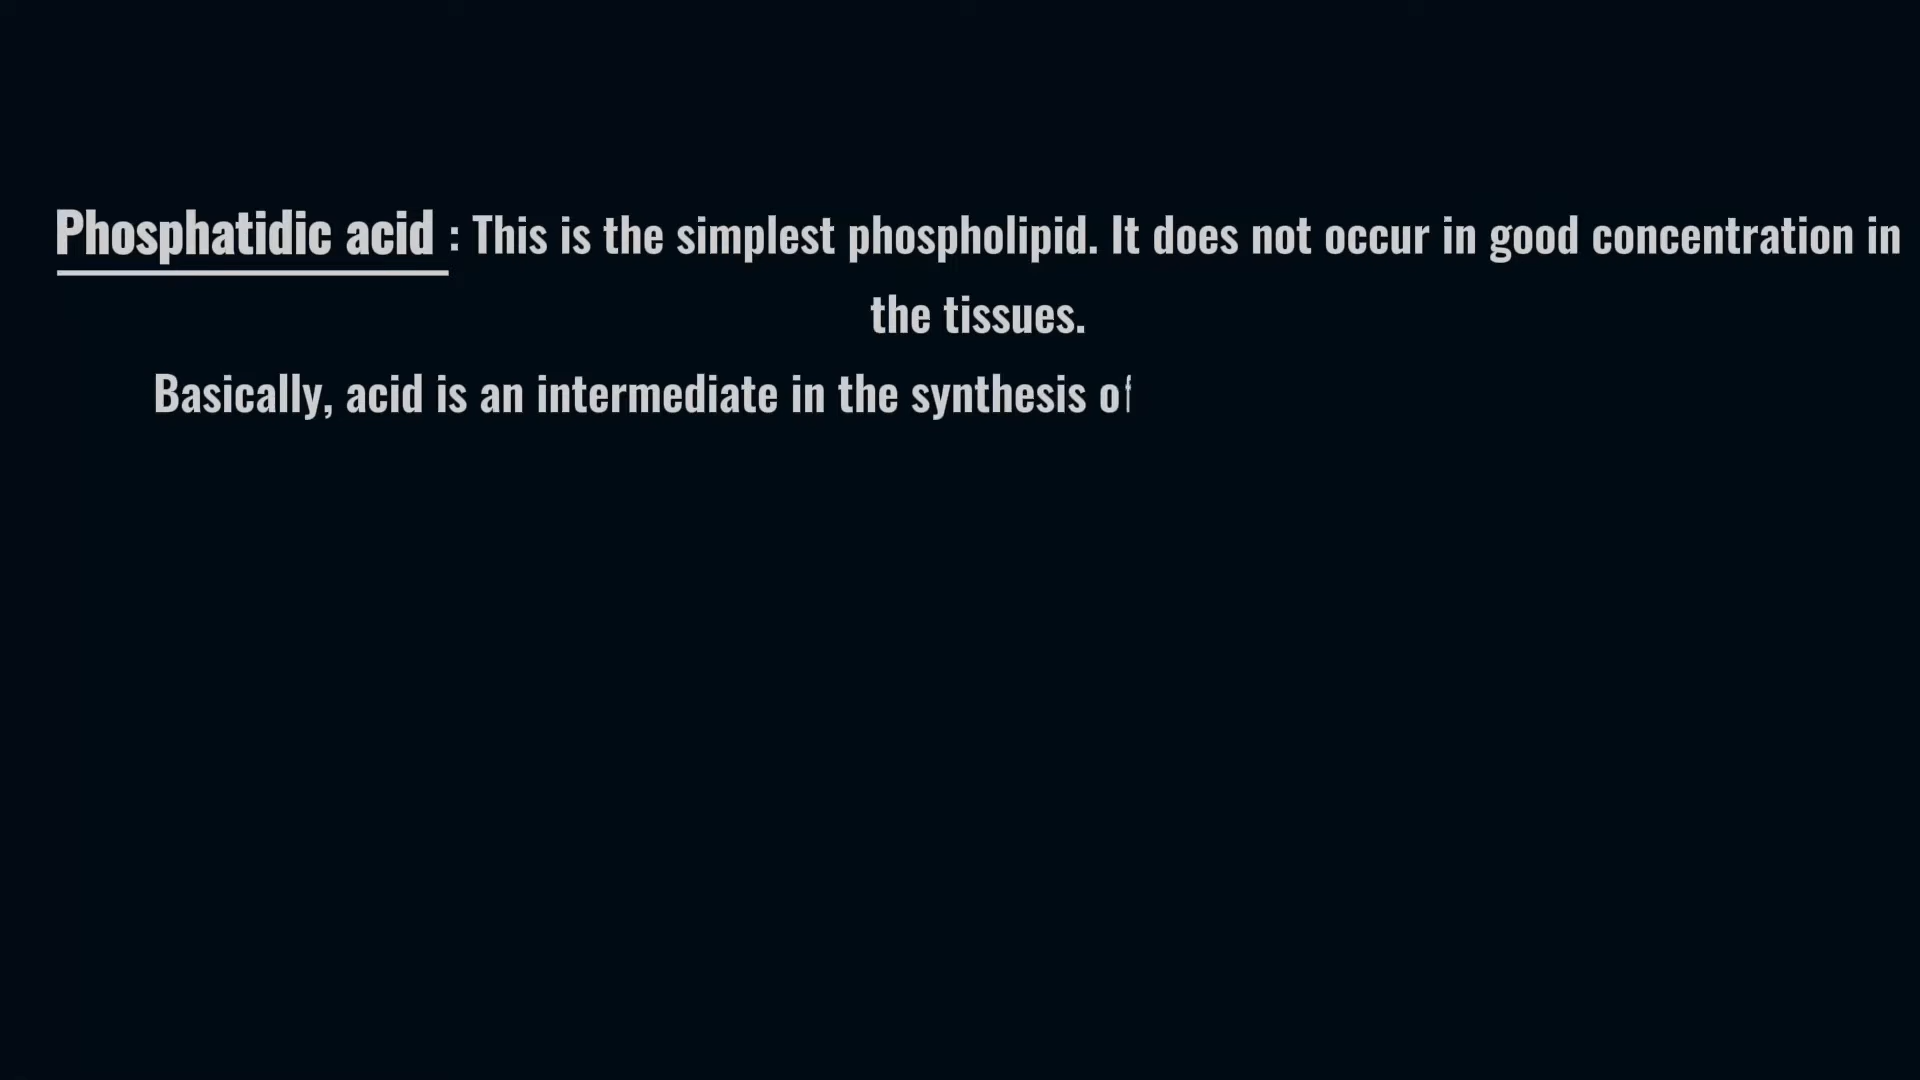 Phosphatidic acid : This is the simplest phospholipid. It does not occur in good concentration in
the tissues.
Basically, acid is an intermediate in the synthesis of